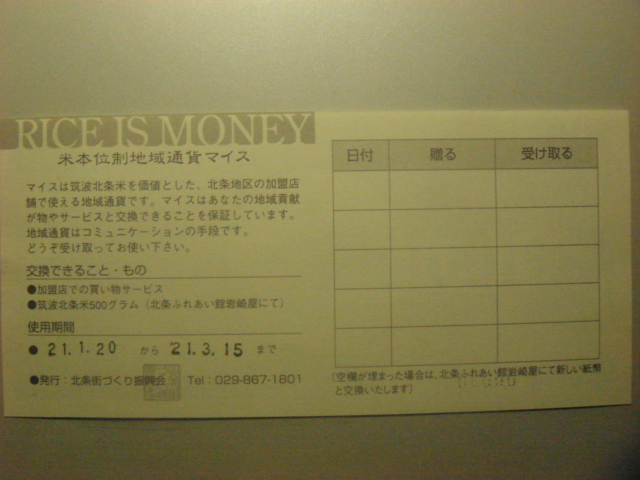 RICE IS MONEY
米本位制地域通貨マイス
マイスは筑波北条米を価値とした、北条地区の加盟店
舗で使える地域通貨です。マイスはあなたの地域貢献
が物やサービスと交換できることを保証しています。
地域通貨はコミュニケーションの手段です。
どうぞ受け取ってお使い下さい。
交換できること・もの
●加盟店での買い物サービス
●筑波北条米500グラム（北条ふれあい館岩崎屋にて）
使用期間
● 21.1.20 から 21.3.15 まで
●発行：北条街づくり振興会 Tel：029-867-1801
日付 贈る 受け取る
（空欄が埋まった場合は、北条ふれあい館岩崎屋にて新しい紙幣
と交換いたします）